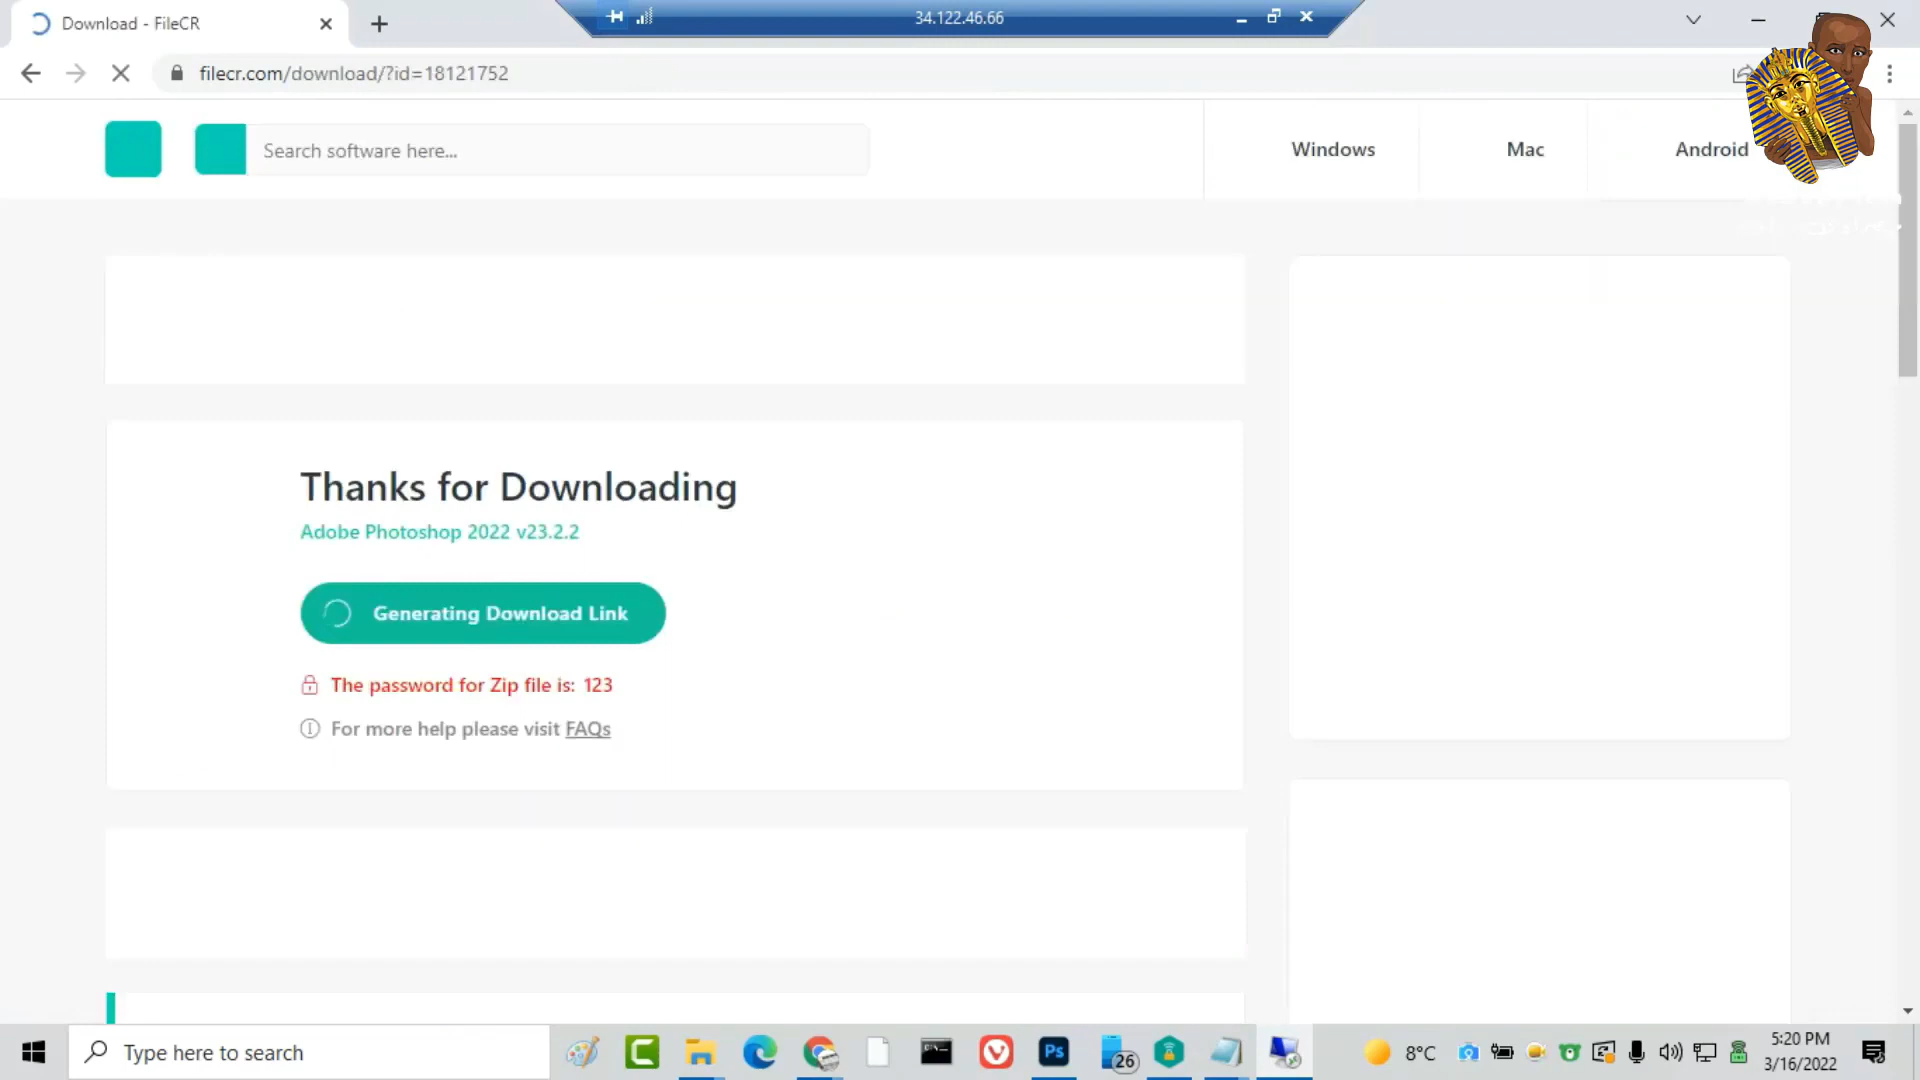 Download - FileCR
34.122.46.66
filecr.com/download/?id=18121752
Search software here...
Windows
Mac
Android
Thanks for Downloading
Adobe Photoshop 2022 v23.2.2
Generating Download Link
The password for Zip file is: 123
For more help please visit FAQs
Type here to search
Ps
26
8°C
5:20 PM
3/16/2022